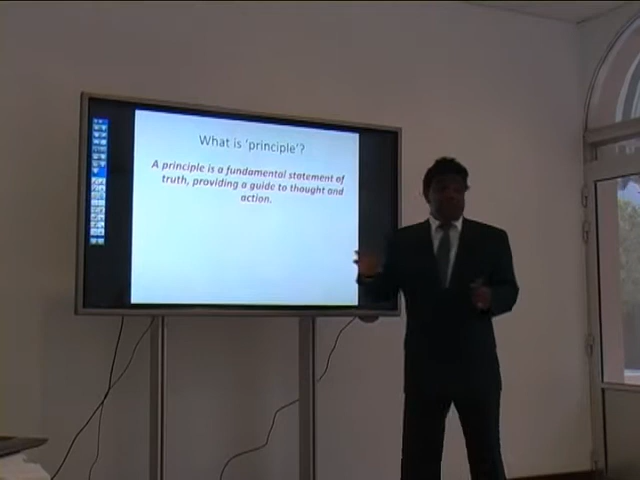 What is 'principle'?
A principle is a fundamental statement of
truth, providing a guide to thought and
action.